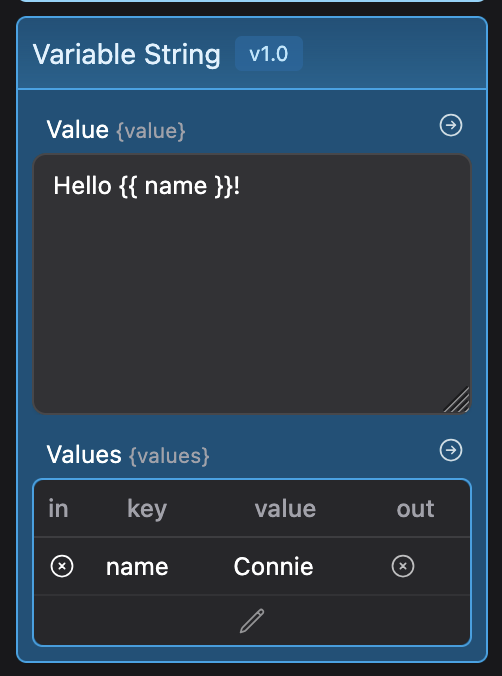 Variable String v1.0
Value {value}
Hello {{ name }}!
Values {values}
in key value out
name Connie